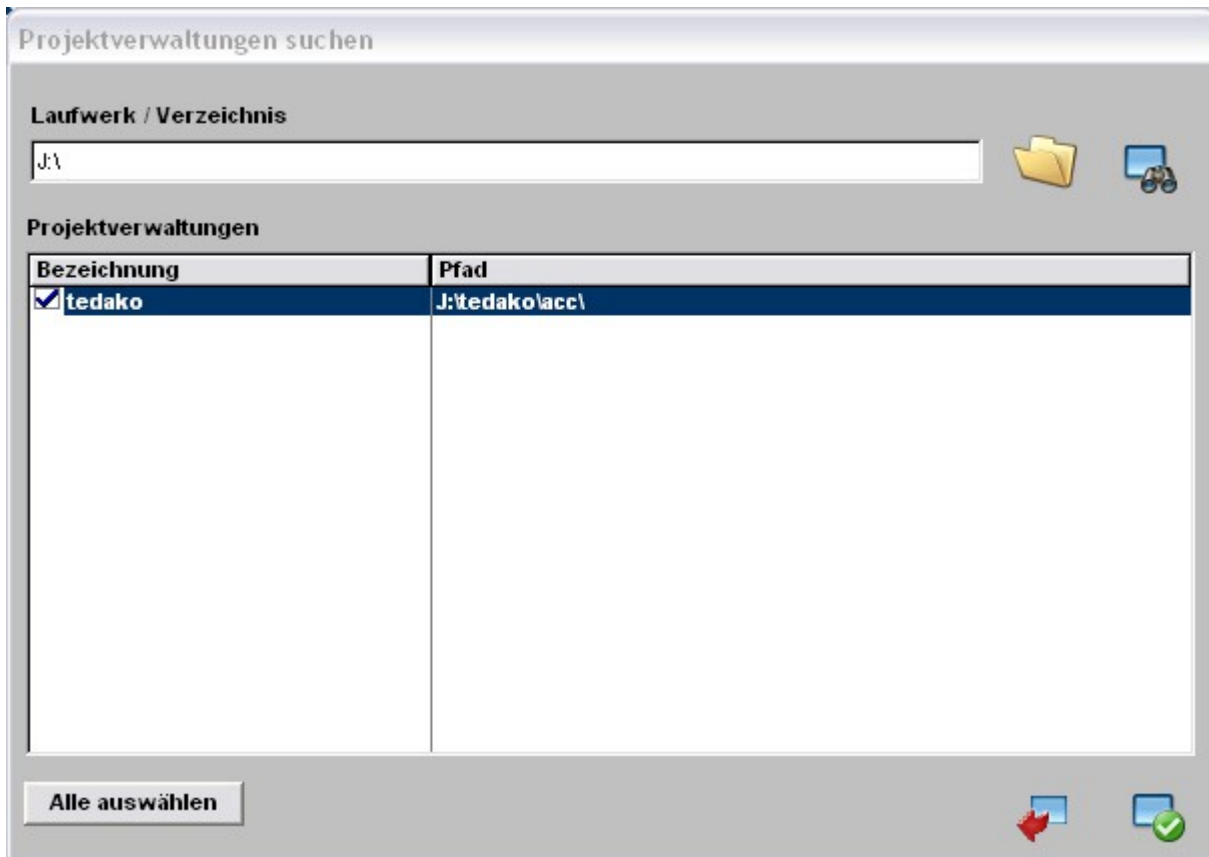 Projektverwaltungen suchen
Laufwerk / Verzeichnis
J:\
Projektverwaltungen
Bezeichnung Pfad
tedako J:\tedako\acc\
Alle auswählen